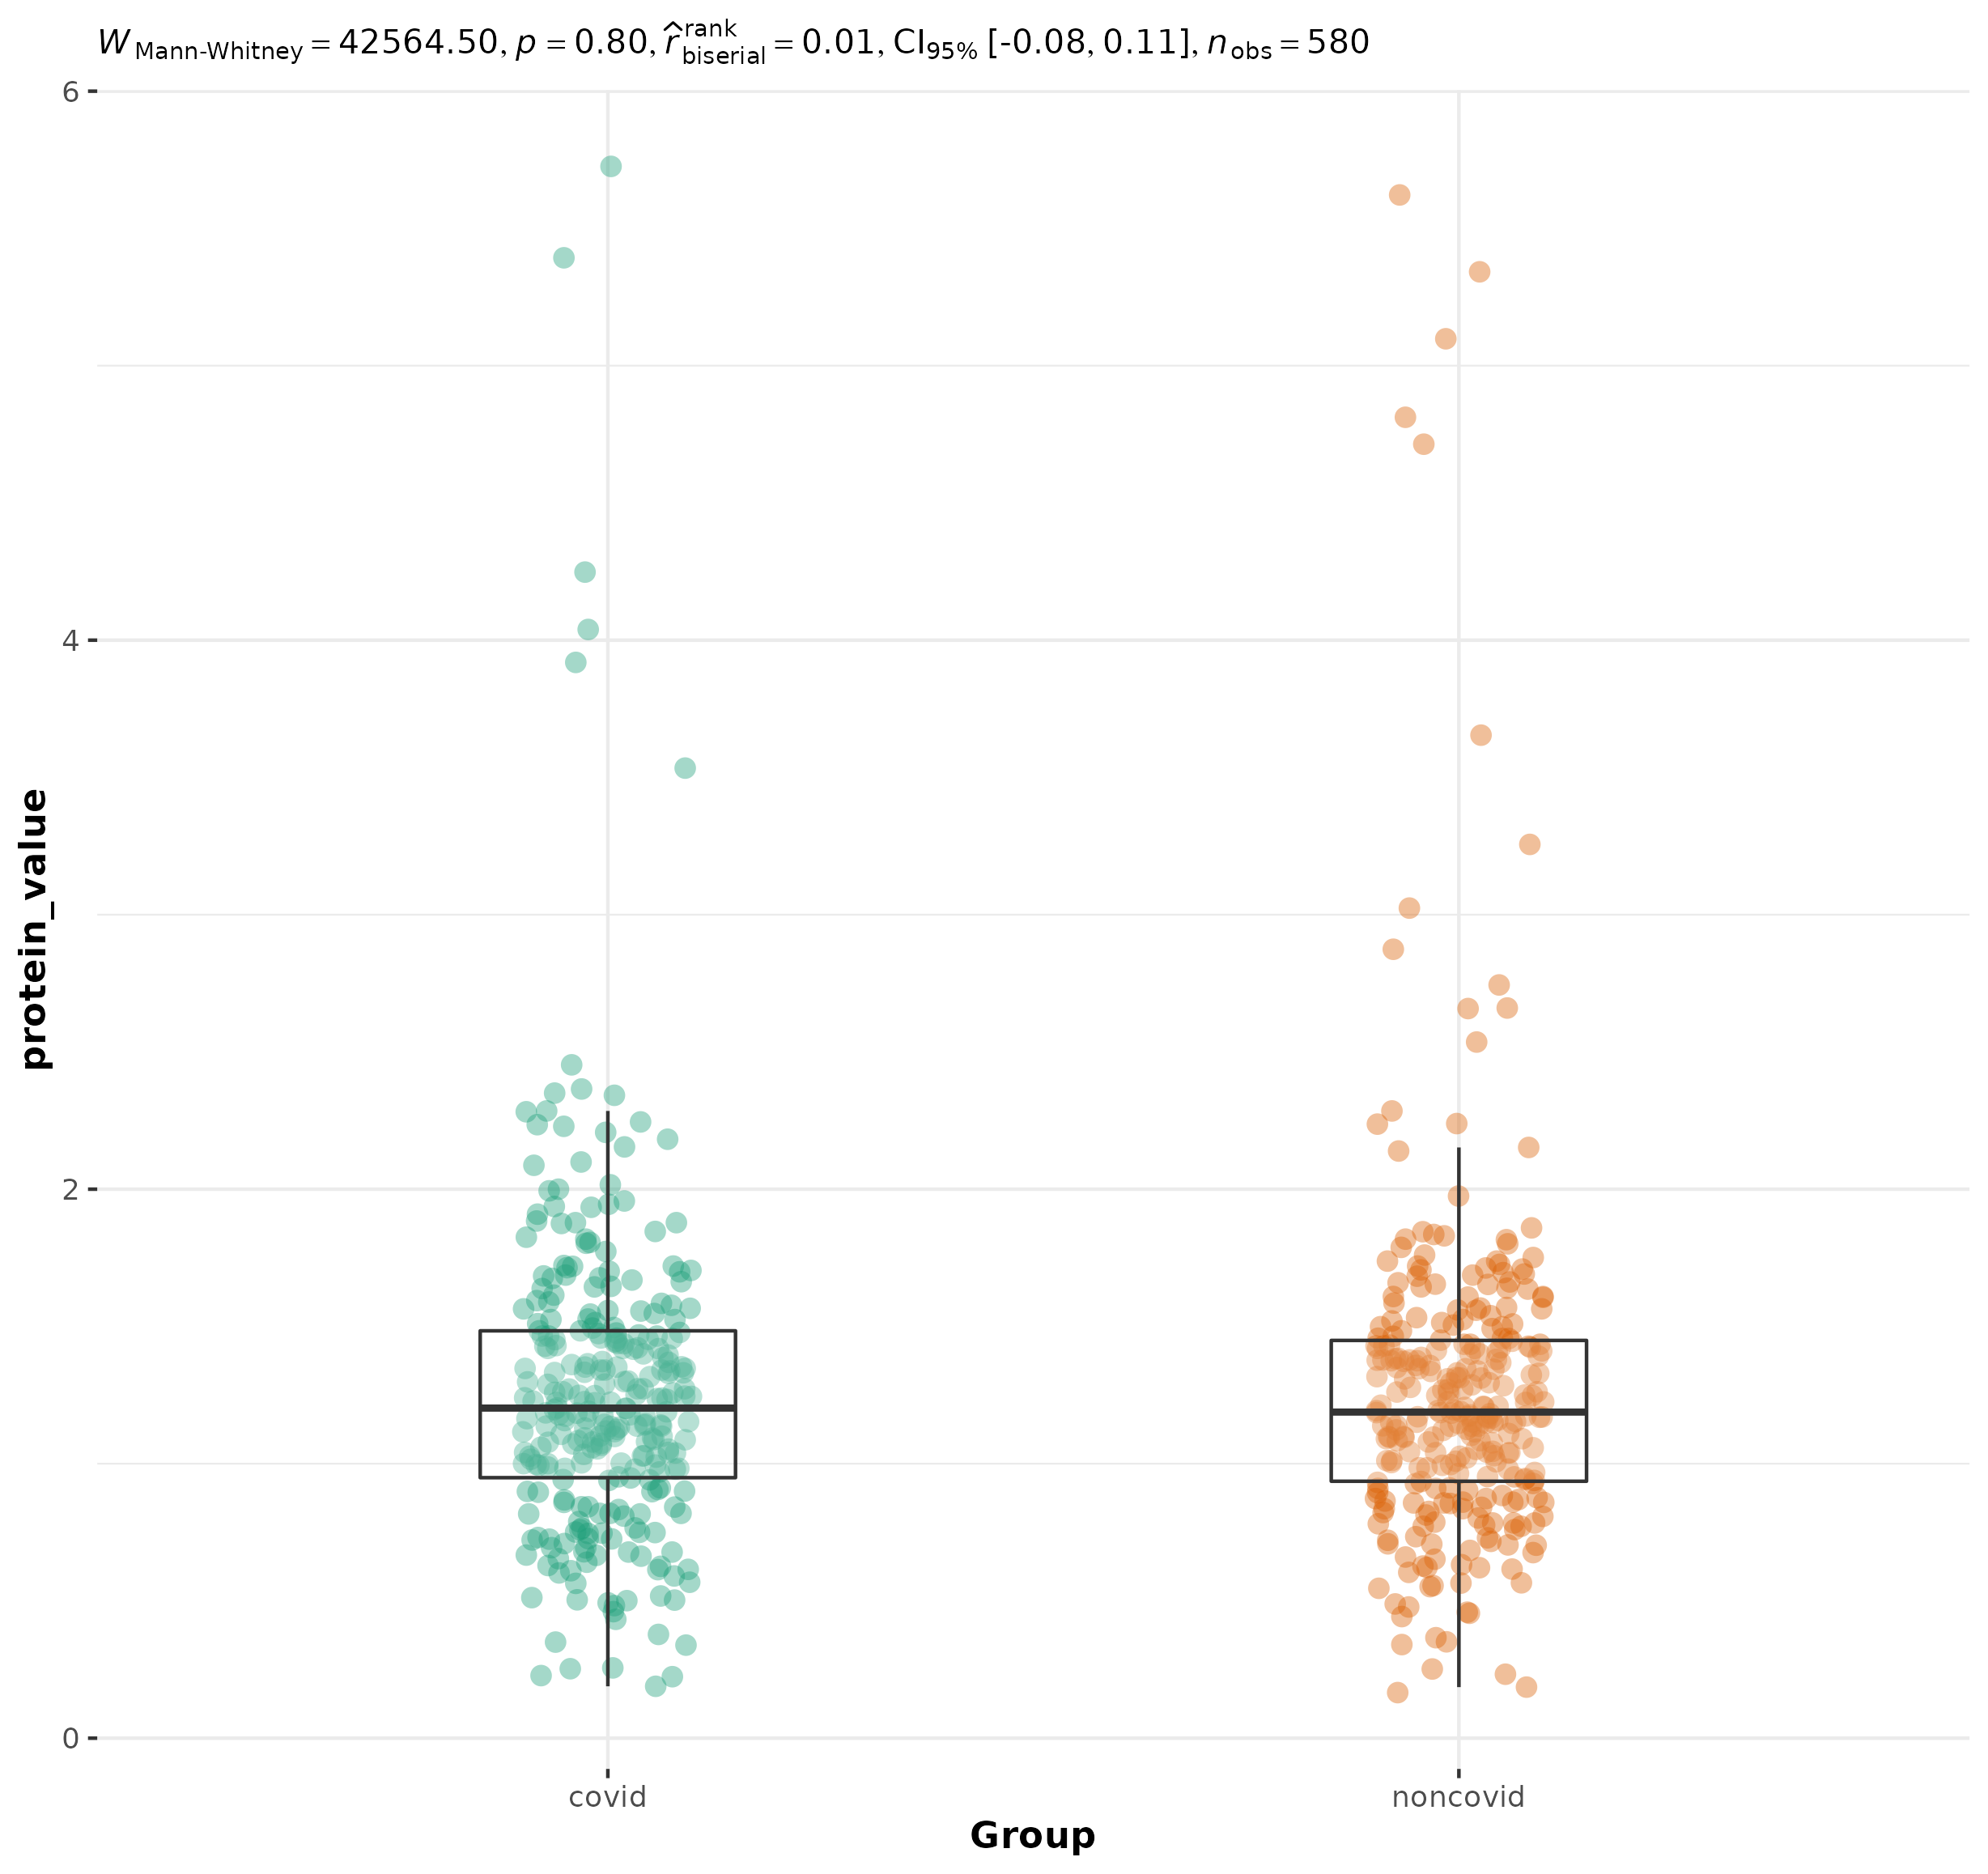 W Mann-Whitney = 42564.50, p = 0.80, r̂ rank biserial = 0.01, CI95% [-0.08, 0.11], nobs = 580
6
4
2
0
protein_value
covid noncovid
Group